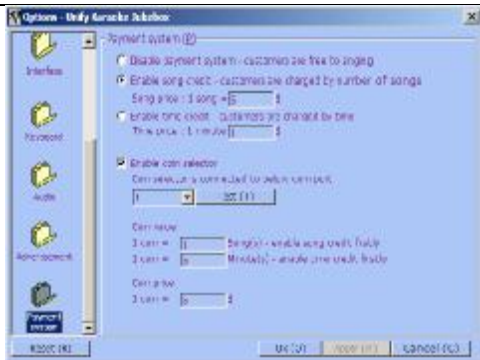 Options - Unify Karaoke Jukebox
Payment system (P)
Disable payment system - customers are free to singing
Enable song credit - customers are charged by number of songs
Song price : 1 song = $
Enable time credit - customers are charged by time
Time price : 1 minute $
Enable coin selector
Coin selector is connected to below com port
1
Coin value
1 coin = 1 Song(s) - enable song credit firstly
1 coin = Minute(s) - enable time credit firstly
Coin price
1 coin = $
Interface
Keyboard
Audio
Advertisement
Payment system
Reset (R)
OK (O)
Apply (A)
Cancel (C)